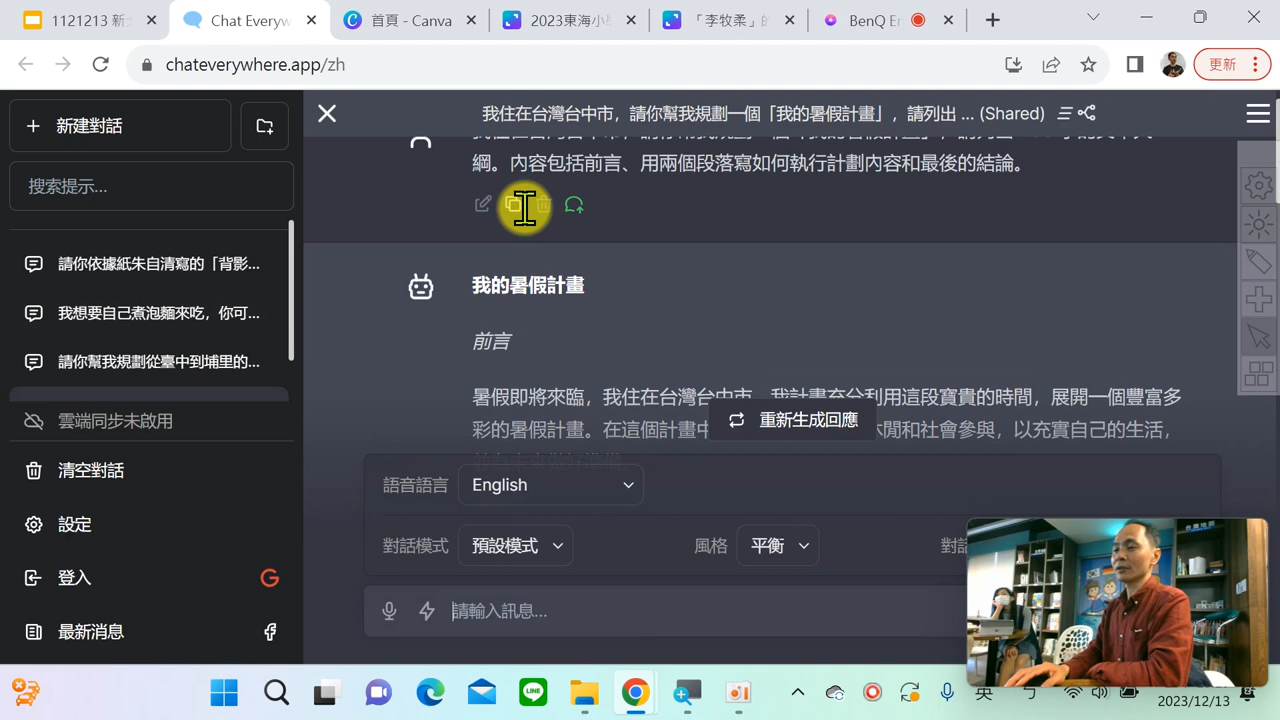 1121213 新
Chat Everyw
首頁 - Canva
2023東海小
「李牧柔」的
BenQ En
chateverywhere.app/zh
更新
新建對話
我住在台灣台中市，請你幫我規劃一個「我的暑假計畫」，請列出 ... (Shared)
綱。內容包括前言、用兩個段落寫如何執行計劃內容和最後的結論。
搜索提示...
請你依據紙朱自清寫的「背影...
我想要自己煮泡麵來吃，你可...
請你幫我規劃從臺中到埔里的...
雲端同步未啟用
清空對話
設定
登入
最新消息
我的暑假計畫
前言
暑假即將來臨，我住在台灣台中市，我計畫充分利用這段寶貴的時間，展開一個豐富多
彩的暑假計畫。在這個計畫中
休閒和社會參與，以充實自己的生活，
重新生成回應
語音語言
English
對話模式
預設模式
風格
平衡
對話
請輸入訊息...
LINE
英
ㄅ
2023/12/13